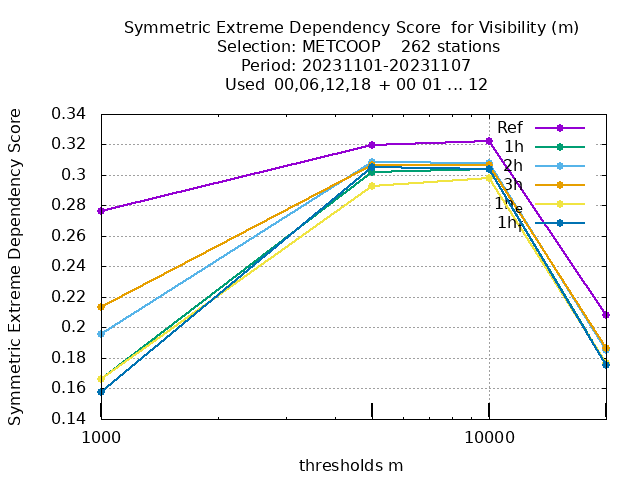 Symmetric Extreme Dependency Score  for Visibility (m)
Selection: METCOOP    262 stations
Period: 20231101-20231107
Used  00,06,12,18 + 00 01 ... 12
Symmetric Extreme Dependency Score
0.34
0.32
0.3
0.28
0.26
0.24
0.22
0.2
0.18
0.16
0.14
Ref
1h
2h
3h
1h_e
1h_f
1000
10000
thresholds m